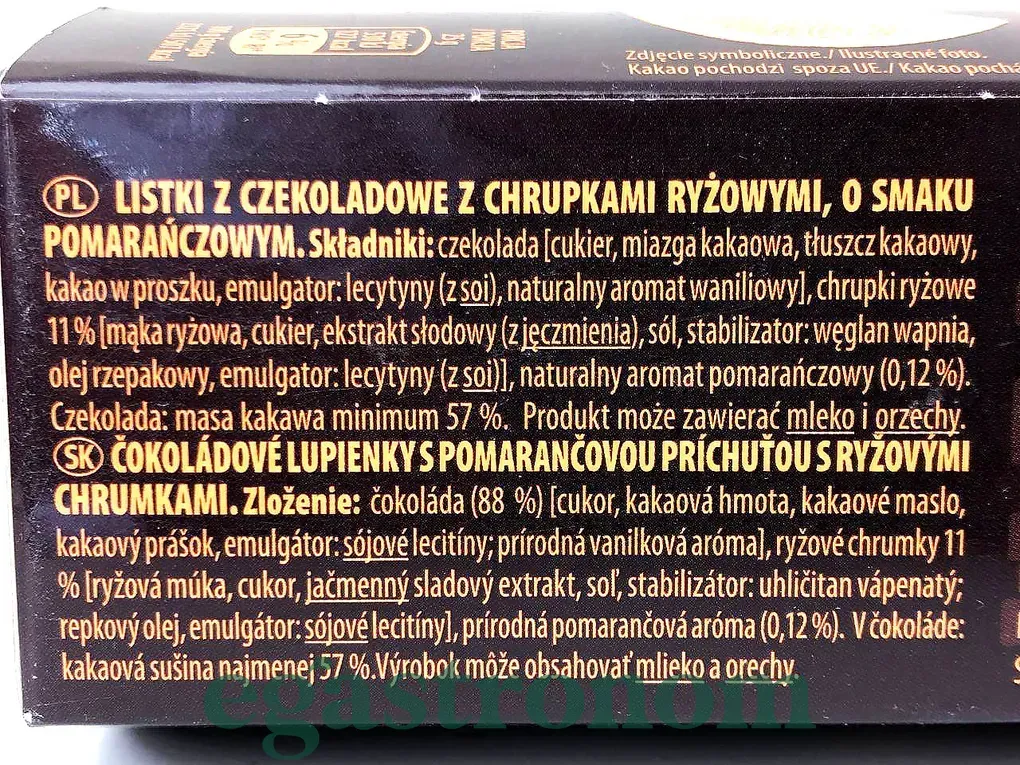 Zdjęcie symboliczne./ Ilustracné foto.
Kakao pochodzi spoza UE./ Kakao pochá
PL LISTKI Z CZEKOLADOWE Z CHRUPKAMI RYŻOWYMI, O SMAKU
POMARAŃCZOWYM. Składniki: czekolada [cukier, miazga kakaowa, tłuszcz kakaowy,
kakao w proszku, emulgator: lecytyny (z soi), naturalny aromat waniliowy], chrupki ryżowe
11 % [mąka ryżowa, cukier, ekstrakt słodowy (z jęczmienia), sól, stabilizator: węglan wapnia,
olej rzepakowy, emulgator: lecytyny (z soi)], naturalny aromat pomarańczowy (0,12 %).
Czekolada: masa kakawa minimum 57 %. Produkt może zawierać mleko i orzechy.
SK ČOKOLÁDOVÉ LUPIENKY S POMARANČOVOU PRÍCHUŤOU S RYŽOVÝMI
CHRUMKAMI. Zloženie: čokoláda (88 %) [cukor, kakaová hmota, kakaové maslo,
kakaový prášok, emulgátor: sójové lecitíny; prírodná vanilková aróma], ryžové chrumky 11
% [ryžová múka, cukor, jačmenný sladový extrakt, soľ, stabilizátor: uhličitan vápenatý;
repkový olej, emulgátor: sójové lecitíny], prírodná pomarančová aróma (0,12 %). V čokoláde:
kakaová sušina najmenej 57 %. Výrobok môže obsahovať mlieko a orechy.
egastronom